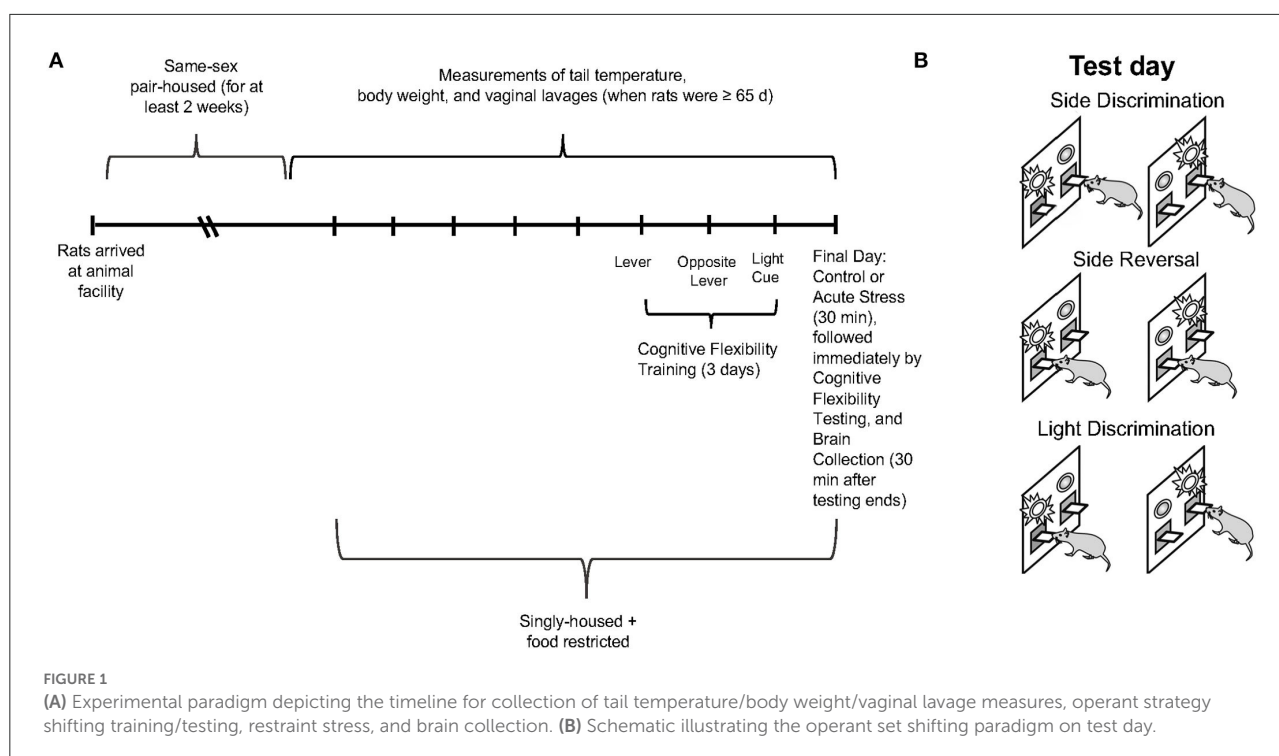 A
Same-sex
pair-housed (for at
least 2 weeks)
Measurements of tail temperature,
body weight, and vaginal lavages (when rats were ≥ 65 d)
Rats arrived
at animal
facility
Lever
Opposite
Lever
Light
Cue
Cognitive Flexibility
Training (3 days)
Final Day:
Control or
Acute Stress
(30 min),
followed
immediately by
Cognitive
Flexibility
Testing, and
Brain
Collection (30
min after
testing ends)
Singly-housed +
food restricted
B
Test day
Side Discrimination
Side Reversal
Light Discrimination
FIGURE 1
(A) Experimental paradigm depicting the timeline for collection of tail temperature/body weight/vaginal lavage measures, operant strategy
shifting training/testing, restraint stress, and brain collection. (B) Schematic illustrating the operant set shifting paradigm on test day.